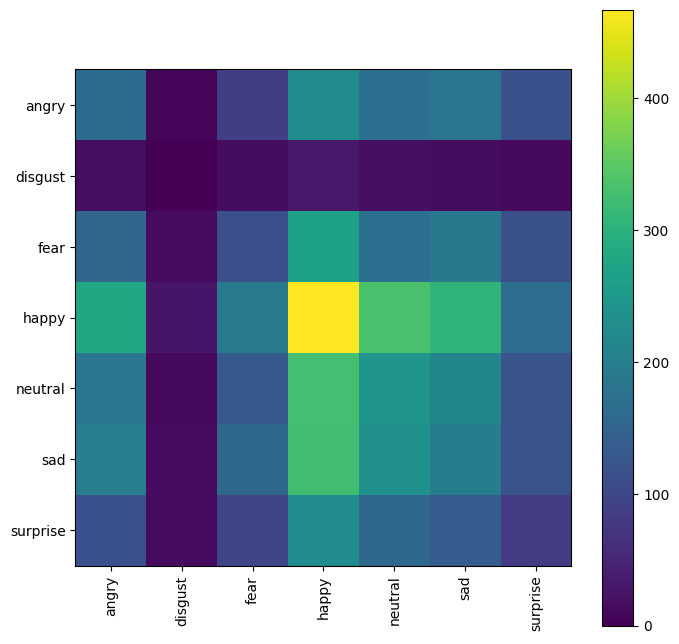 angry
disgust
fear
happy
neutral
sad
surprise
angry
disgust
fear
happy
neutral
sad
surprise
400
300
200
100
0